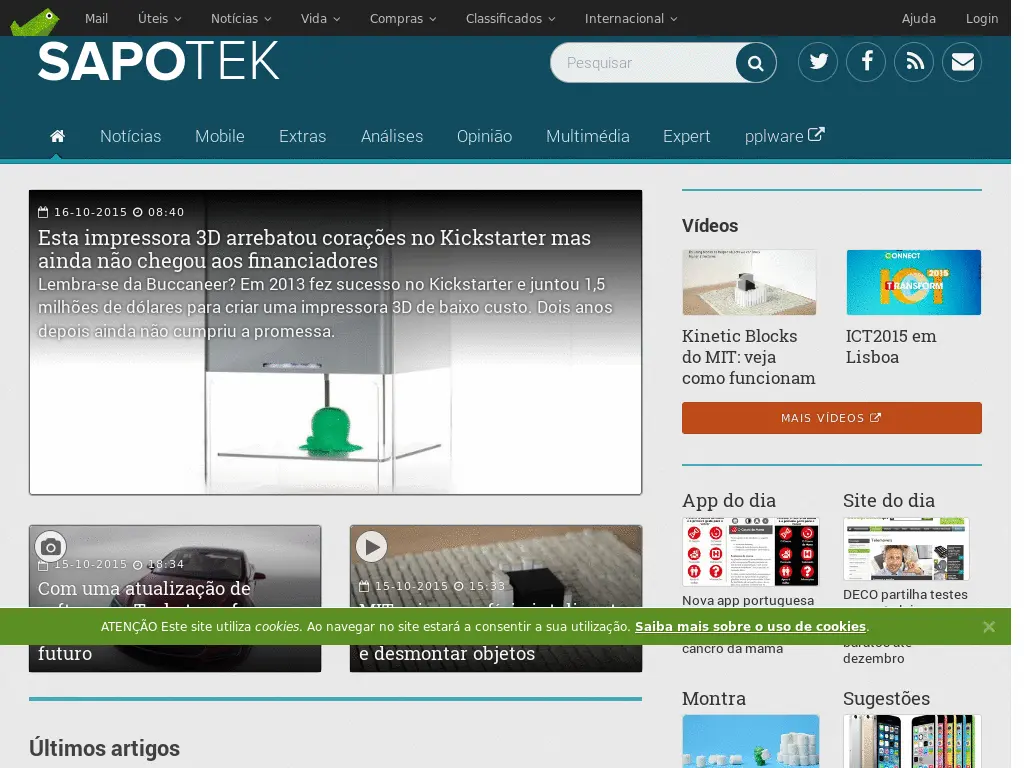 Mail Úteis Notícias Vida Compras Classificados Internacional Ajuda Login
SAPOTEK
Pesquisar
Notícias Mobile Extras Análises Opinião Multimédia Expert pplware
16-10-2015 08:40
Esta impressora 3D arrebatou corações no Kickstarter mas
ainda não chegou aos financiadores
Lembra-se da Buccaneer? Em 2013 fez sucesso no Kickstarter e juntou 1,5
milhões de dólares para criar uma impressora 3D de baixo custo. Dois anos
depois ainda não cumpriu a promessa.
Vídeos
Kinetic Blocks
do MIT: veja
como funcionam
CONNECT
2015
ICT
TRANSFORM
ICT2015 em
Lisboa
MAIS VÍDEOS
App do dia
Nova app portuguesa
cancro da mama
Site do dia
DECO partilha testes
baratos até
dezembro
15-10-2015 18:34
Com uma atualização de
futuro
15-10-2015 15:33
e desmontar objetos
ATENÇÃO Este site utiliza cookies. Ao navegar no site estará a consentir a sua utilização. Saiba mais sobre o uso de cookies.
Montra
Sugestões
Últimos artigos